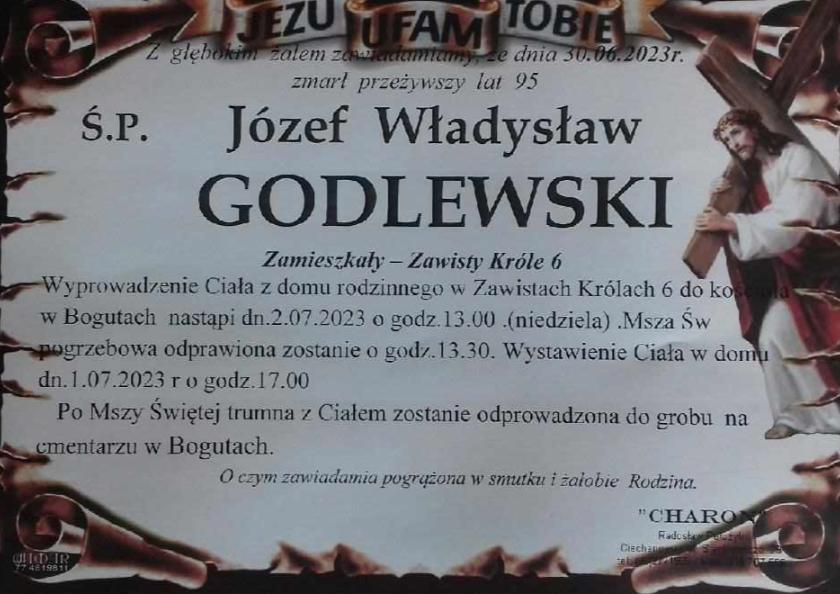 JEZU UFAM TOBIE
Z głębokim żalem zawiadamiamy, że dnia 30.06.2023r.
zmarł przeżywszy lat 95
Ś.P. Józef Władysław
GODLEWSKI
Zamieszkały – Zawisty Króle 6
Wyprowadzenie Ciała z domu rodzinnego w Zawistach Królach 6 do kościoła
w Bogutach nastąpi dn.2.07.2023 o godz.13.00 .(niedziela) .Msza Św
pogrzebowa odprawiona zostanie o godz.13.30. Wystawienie Ciała w domu
dn.1.07.2023 r o godz.17.00
Po Mszy Świętej trumna z Ciałem zostanie odprowadzona do grobu na
cmentarzu w Bogutach.
O czym zawiadamia pogrążona w smutku i żałobie Rodzina.
"CHARON"
Radosław